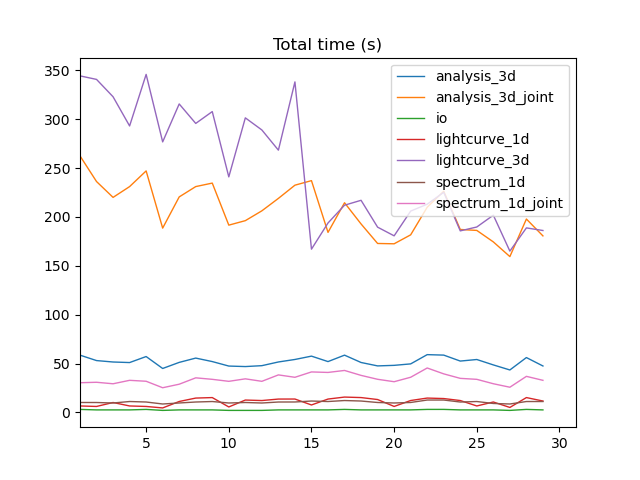 Total time (s)
350
300
250
200
150
100
50
0
5
10
15
20
25
30
analysis_3d
analysis_3d_joint
io
lightcurve_1d
lightcurve_3d
spectrum_1d
spectrum_1d_joint